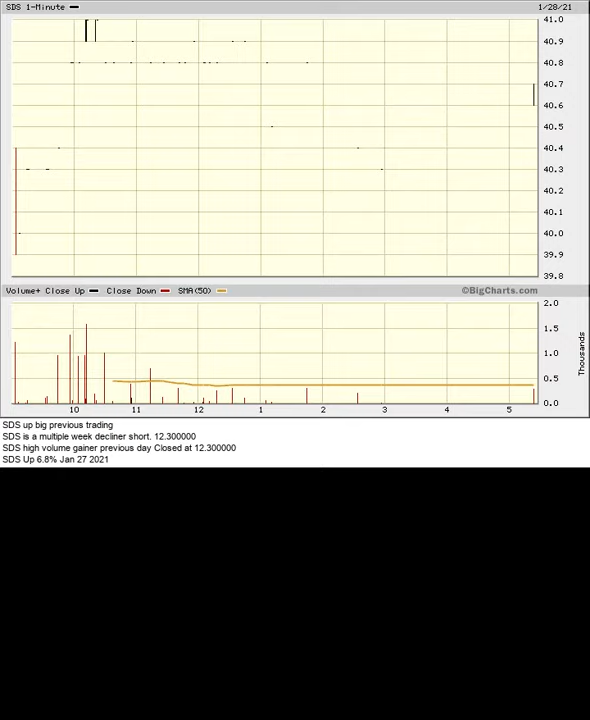 SDS 1-Minute 1/28/21
41.0
40.9
40.8
40.7
40.6
40.5
40.4
40.3
40.2
40.1
40.0
39.9
39.8
Volume+ Close Up Close Down SMA(50) ©BigCharts.com
2.0
1.5
1.0
0.5
0.0
Thousands
10 11 12 1 2 3 4 5
SDS up big previous trading
SDS is a multiple week decliner short. 12.300000
SDS high volume gainer previous day Closed at 12.300000
SDS Up 6.8% Jan 27 2021